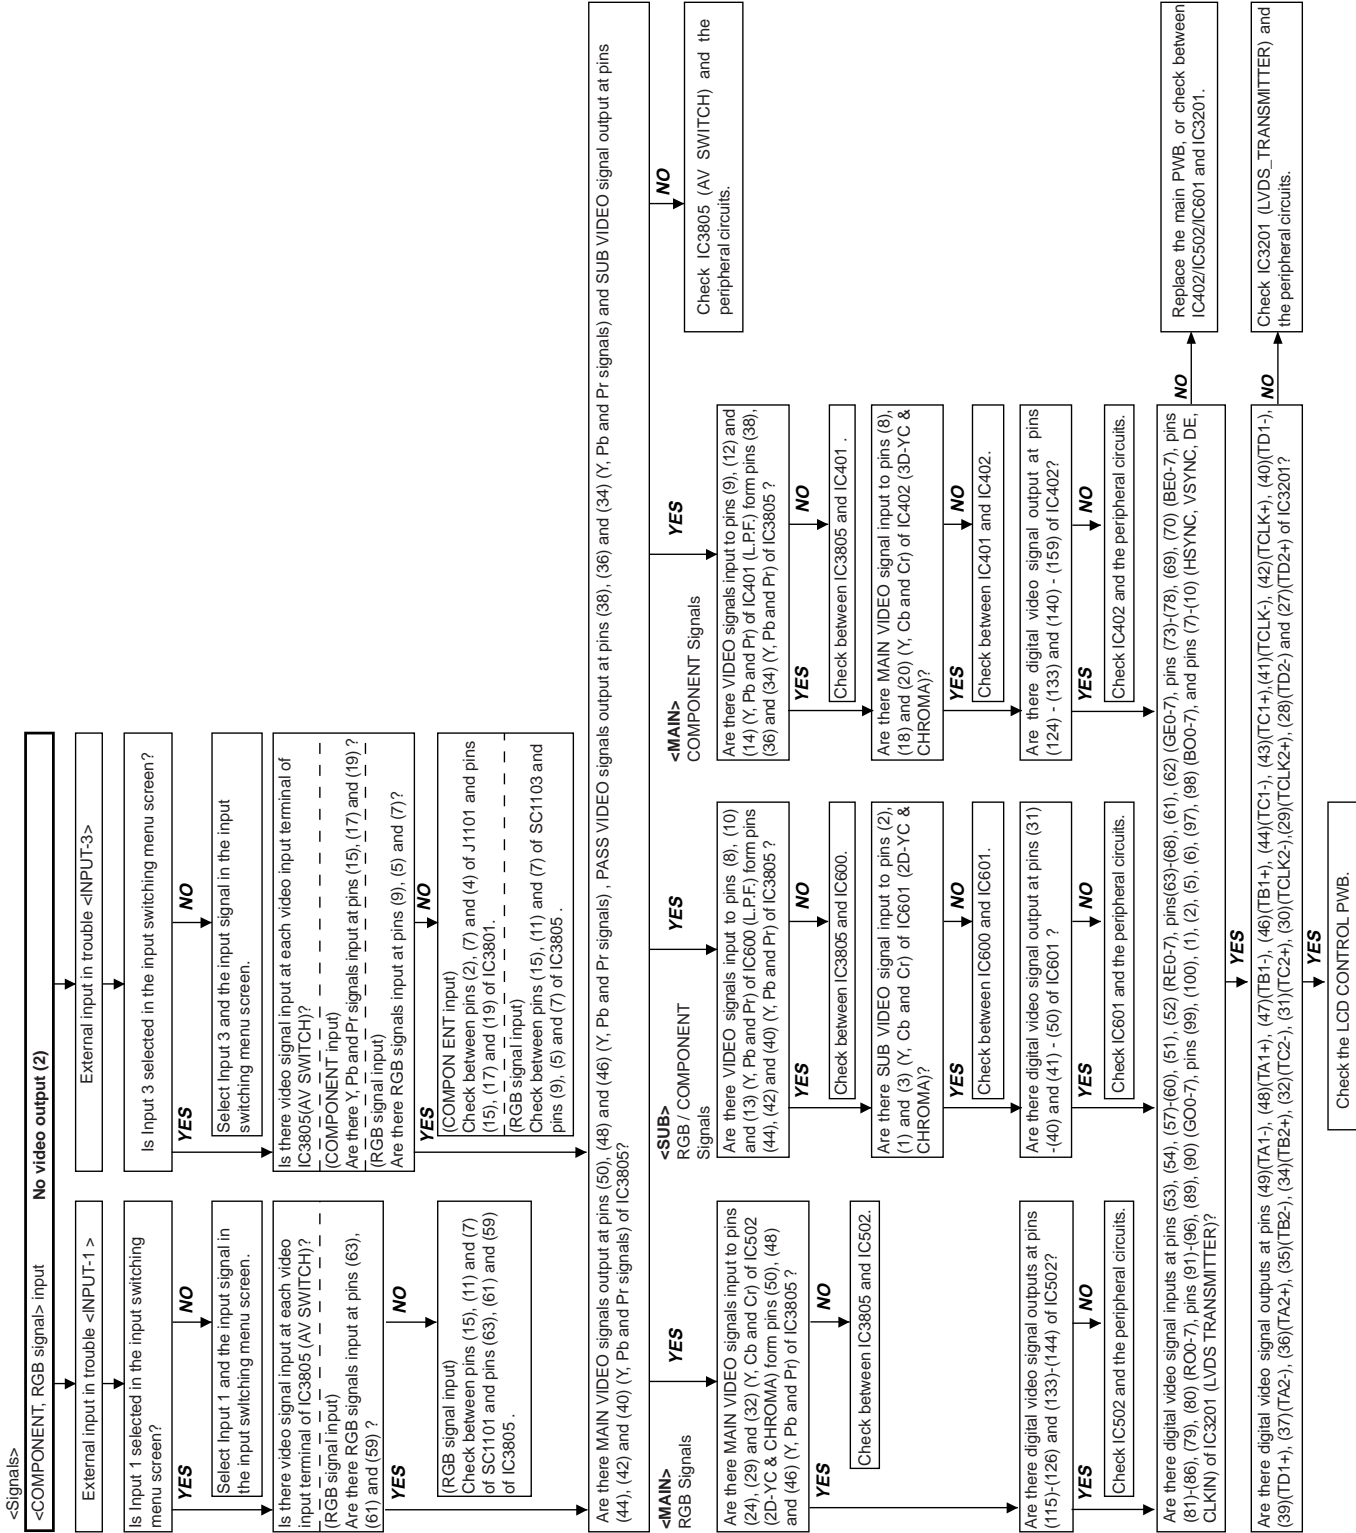 <Signals>
<COMPONENT, RGB signal> input No video output (2)
External input in trouble <INPUT-1 >
Is Input 1 selected in the input switching
menu screen?
YES
NO
Select Input 1 and the input signal in
the input swltching menu screen.
Is there video signal input at each video
input terminal of IC3805 (AV SWITCH)?
(RGB signal input)
Are there RGB signals input at pins (63),
(61) and (59) ?
YES
NO
(RGB signal input)
Check between pins (15), (11) and (7)
of SC1101 and pins (63), (61) and (59)
of IC3805 .
External input in trouble <INPUT-3>
Is Input 3 selected in the input switching menu screen?
YES
NO
Select Input 3 and the input signal in the input
switching menu screen.
Is there video signal input at each video input terminal of
IC3805(AV SWITCH)?
(COMPONENT input)
Are there Y, Pb and Pr signals input at pins (15), (17) and (19) ?
(RGB signal input)
Are there RGB signals input at pins (9), (5) and (7)?
YES
NO
(COMPON ENT input)
Check between pins (2), (7) and (4) of J1101 and pins
(15), (17) and (19) of IC3801.
(RGB signal input)
Check between pins (15), (11) and (7) of SC1103 and
pins (9), (5) and (7) of IC3805 .
Are there MAIN VIDEO signals output at pins (50), (48) and (46) (Y, Pb and Pr signals) , PASS VIDEO signals output at pins (38), (36) and (34) (Y, Pb and Pr signals) and SUB VIDEO signal output at pins
(44), (42) and (40) (Y, Pb and Pr signals) of IC3805?
NO
Check IC3805 (AV SWITCH) and the
peripheral circuits.
<MAIN>
RGB Signals
YES
Are there MAIN VIDEO signals input to pins
(24), (29) and (32) (Y, Cb and Cr) of IC502
(2D-YC & CHROMA) form pins (50), (48)
and (46) (Y, Pb and Pr) of IC3805 ?
YES
NO
Check between IC3805 and IC502.
Are there digital video signal outputs at pins
(115)-(126) and (133)-(144) of IC502?
YES
NO
Check IC502 and the peripheral circuits.
<SUB>
RGB / COMPONENT
Signals
YES
Are there VIDEO signals input to pins (8), (10)
and (13) (Y, Pb and Pr) of IC600 (L.P.F.) form pins
(44), (42) and (40) (Y, Pb and Pr) of IC3805 ?
YES
NO
Check between IC3805 and IC600.
Are there SUB VIDEO signal input to pins (2),
(1) and (3) (Y, Cb and Cr) of IC601 (2D-YC &
CHROMA)?
YES
NO
Check between IC600 and IC601.
Are there digital video signal output at pins (31)
-(40) and (41) - (50) of IC601 ?
YES
NO
Check IC601 and the peripheral circuits.
<MAIN>
COMPONENT Signals
YES
Are there VIDEO signals input to pins (9), (12) and
(14) (Y, Pb and Pr) of IC401 (L.P.F.) form pins (38),
(36) and (34) (Y, Pb and Pr) of IC3805 ?
YES
NO
Check between IC3805 and IC401 .
Are there MAIN VIDEO signal input to pins (8),
(18) and (20) (Y, Cb and Cr) of IC402 (3D-YC &
CHROMA)?
YES
NO
Check between IC401 and IC402.
Are there digital video signal output at pins
(124) - (133) and (140) - (159) of IC402?
YES
NO
Check IC402 and the peripheral circuits.
Are there digital video signal inputs at pins (53), (54), (57)-(60), (51), (52) (RE0-7), pins(63)-(68), (61), (62) (GE0-7), pins (73)-(78), (69), (70) (BE0-7), pins
(81)-(86), (79), (80) (RO0-7), pins (91)-(96), (89), (90) (GO0-7), pins (99), (100), (1), (2), (5), (6), (97), (98) (BO0-7), and pins (7)-(10) (HSYNC, VSYNC, DE,
CLKIN) of IC3201 (LVDS TRANSMITTER)?
NO
Replace the main PWB, or check between
IC402/IC502/IC601 and IC3201.
YES
Are there digital video signal outputs at pins (49)(TA1-), (48)(TA1+), (47)(TB1-), (46)(TB1+), (44)(TC1-), (43)(TC1+),(41)(TCLK-), (42)(TCLK+), (40)(TD1-),
(39)(TD1+), (37)(TA2-), (36)(TA2+), (35)(TB2-), (34)(TB2+), (32)(TC2-), (31)(TC2+), (30)(TCLK2-),(29)(TCLK2+), (28)(TD2-) and (27)(TD2+) of IC3201?
NO
Check IC3201 (LVDS_TRANSMITTER) and
the peripheral circuits.
YES
Check the LCD CONTROL PWB.